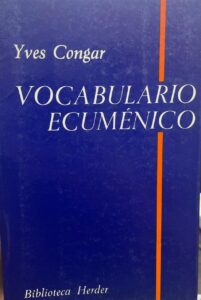 Yves Congar
VOCABULARIO
ECUMÉNICO
Biblioteca Herder